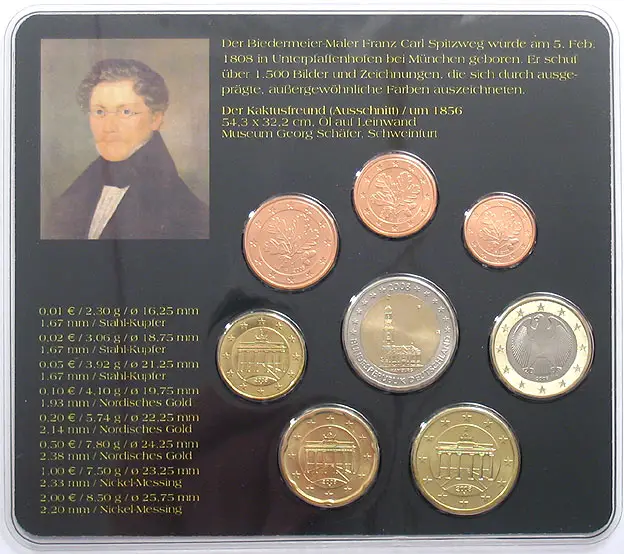 Der Biedermeier-Maler Franz Carl Spitzweg wurde am 5. Feb.
1808 in Unterpfaffenhofen bei München geboren. Er schuf
über 1.500 Bilder und Zeichnungen, die sich durch ausge-
prägte, außergewöhnliche Farben auszeichneten.
Der Kaktusfreund (Ausschnitt) / um 1856
54,3 x 32,2 cm, Öl auf Leinwand
Museum Georg Schäfer, Schweinfurt
2008
BUNDESREPUBLIK DEUTSCHLAND
0,01 € / 2,30 g / ø 16,25 mm
1,67 mm / Stahl-Kupfer
0,02 € / 3,06 g / ø 18,75 mm
1,67 mm / Stahl-Kupfer
0,05 € / 3,92 g / ø 21,25 mm
1,67 mm / Stahl-Kupfer
0,10 € / 4,10 g / ø 19,75 mm
1,93 mm / Nordisches Gold
0,20 € / 5,74 g / ø 22,25 mm
2,14 mm / Nordisches Gold
0,50 € / 7,80 g / ø 24,25 mm
2,38 mm / Nordisches Gold
1,00 € / 7,50 g / ø 23,25 mm
2,33 mm / Nickel-Messing
2,00 € / 8,50 g / ø 25,75 mm
2,20 mm / Nickel-Messing